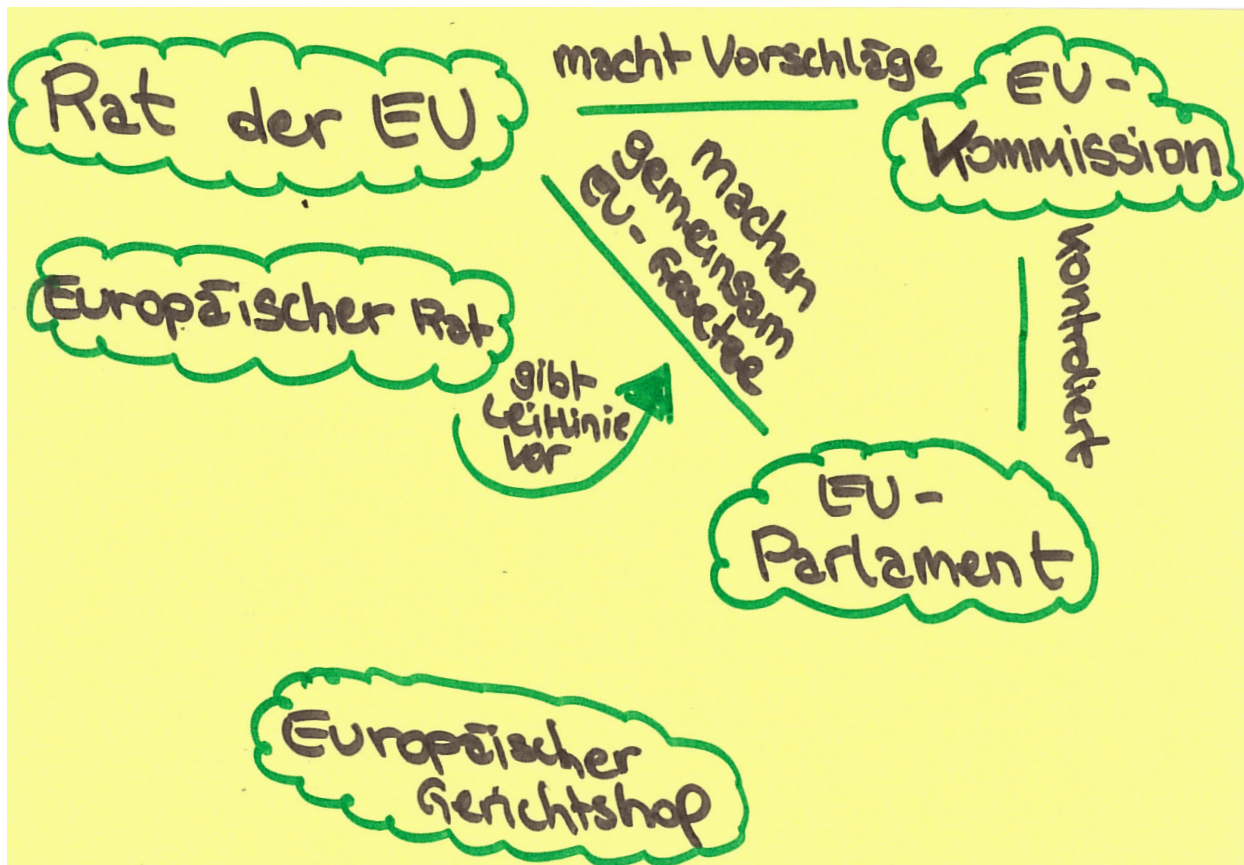 Rat der EU
macht Vorschläge
EU-
Kommission
machen
gemeinsam
EU-Gesetze
kontrolliert
Europäischer Rat
gibt
Leitlinie
vor
EU-
Parlament
Europäischer
Gerichtshop